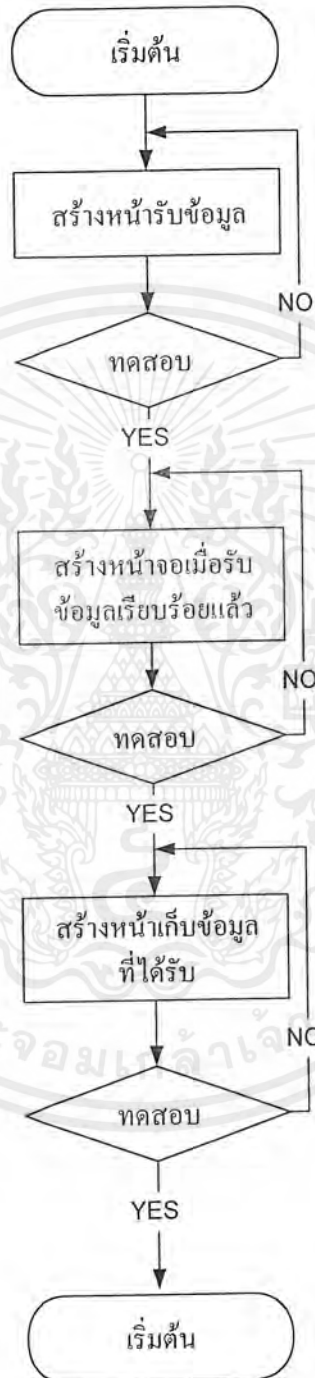 เริ่มต้น
สร้างหน้ารับข้อมูล
NO
ทดสอบ
YES
สร้างหน้าจอเมื่อรับ
ข้อมูลเรียบร้อยแล้ว
NO
ทดสอบ
YES
สร้างหน้าเก็บข้อมูล
ที่ได้รับ
NO
ทดสอบ
YES
เริ่มต้น